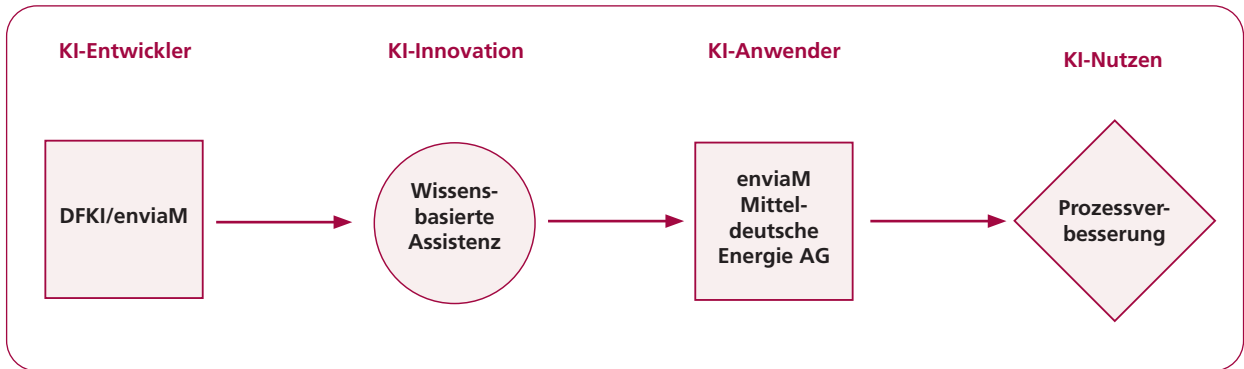 KI-Entwickler
KI-Innovation
KI-Anwender
KI-Nutzen
DFKI/enviaM
Wissens-
basierte
Assistenz
enviaM
Mittel-
deutsche
Energie AG
Prozessver-
besserung